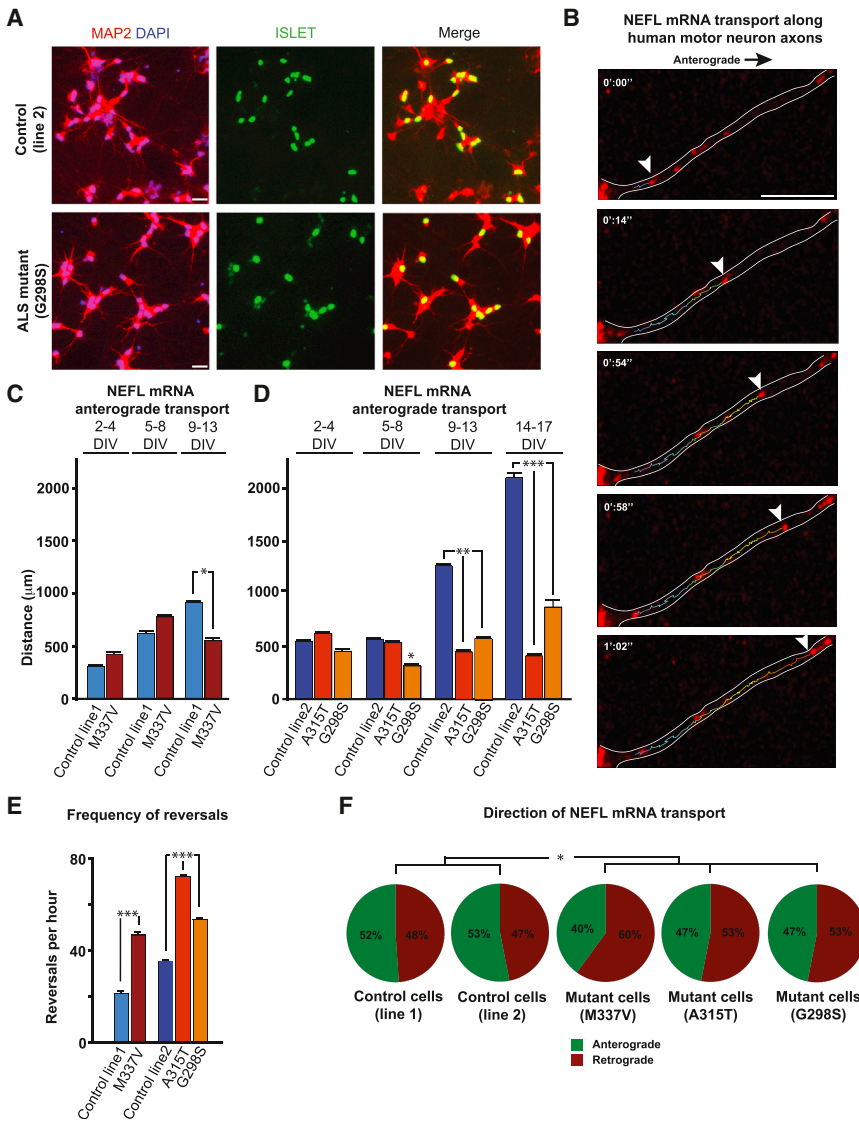 A
MAP2 DAPI
ISLET
Merge
Control
(line 2)
ALS mutant
(G298S)
B
NEFL mRNA transport along
human motor neuron axons
Anterograde
0':00''
0':14''
0':54''
0':58''
1':02''
C
NEFL mRNA
anterograde transport
2-4
DIV
5-8
DIV
9-13
DIV
Distance (μm)
2000
1500
1000
500
0
*
Control line1
M337V
Control line1
M337V
Control line1
M337V
D
NEFL mRNA
anterograde transport
2-4
DIV
5-8
DIV
9-13
DIV
14-17
DIV
2000
1500
1000
500
0
*
**
***
Control line2
A315T
G298S
Control line2
A315T
G298S
Control line2
A315T
G298S
Control line2
A315T
G298S
E
Frequency of reversals
Reversals per hour
80
40
0
***
***
Control line1
M337V
Control line2
A315T
G298S
F
Direction of NEFL mRNA transport
*
52%
48%
53%
47%
40%
60%
47%
53%
47%
53%
Control cells
(line 1)
Control cells
(line 2)
Mutant cells
(M337V)
Mutant cells
(A315T)
Mutant cells
(G298S)
Anterograde
Retrograde